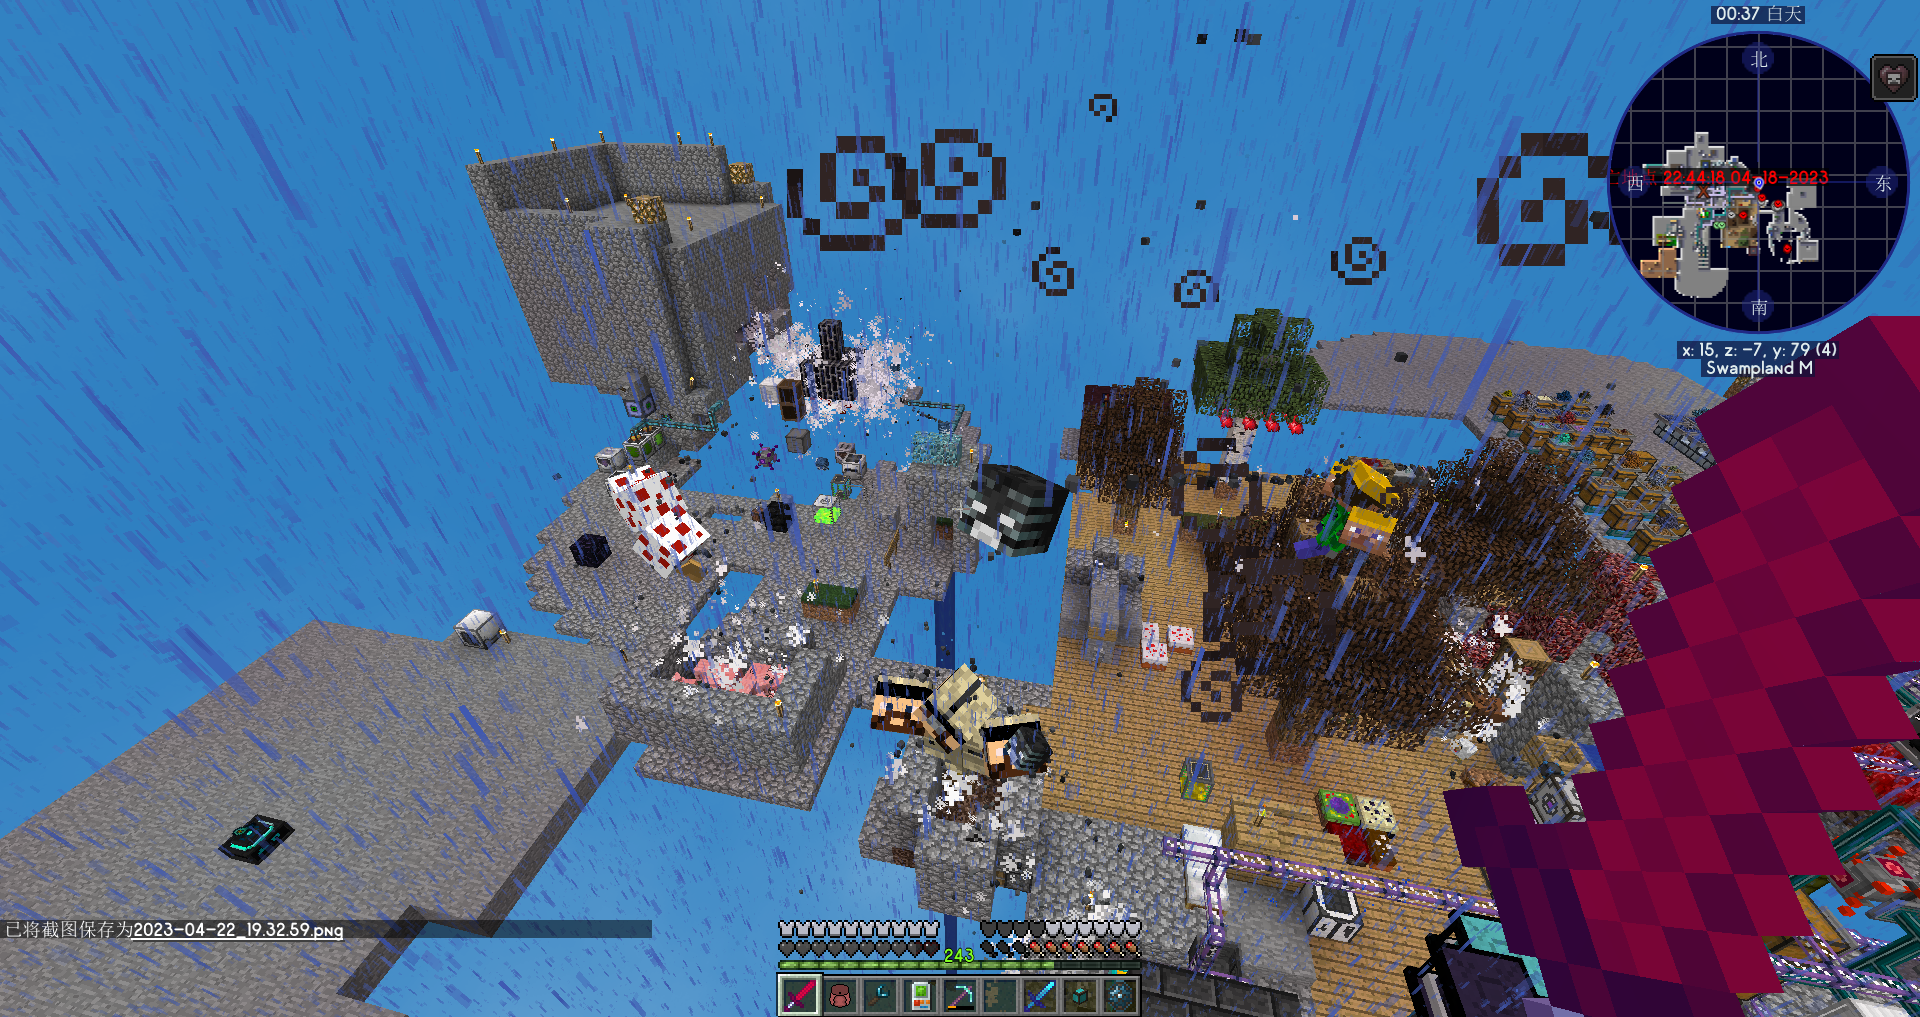 00:37 白天
北
西
22:44:18 04-18-2023
东
南
x: 15, z: -7, y: 79 (4)
Swampland M
已将截图保存为2023-04-22_19.32.59.png
243